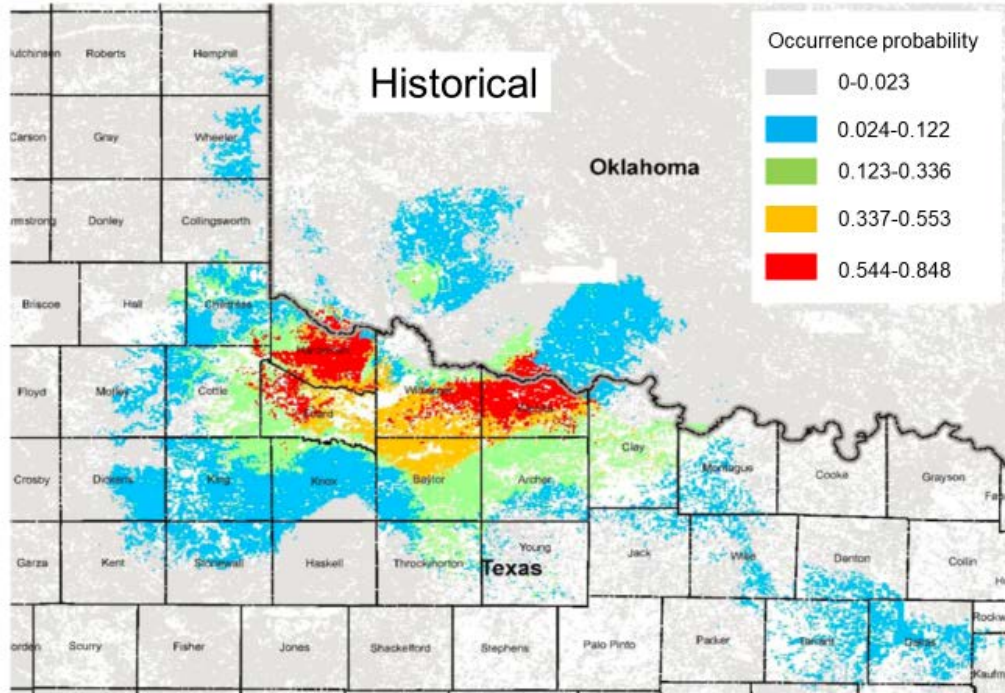 Historical
Occurrence probability
0-0.023
0.024-0.122
0.123-0.336
0.337-0.553
0.544-0.848
Oklahoma
Texas
Roberts
Hemphill
Carson
Gray
Wheeler
Donley
Collingsworth
Briscoe
Hall
Childress
Floyd
Motley
Cottle
Crosby
Dickens
King
Knox
Baylor
Archer
Clay
Montague
Cooke
Grayson
Garza
Kent
Stonewall
Haskell
Throckmorton
Young
Jack
Wise
Denton
Collin
Scurry
Fisher
Jones
Shackelford
Stephens
Palo Pinto
Parker
Tarrant
Dallas